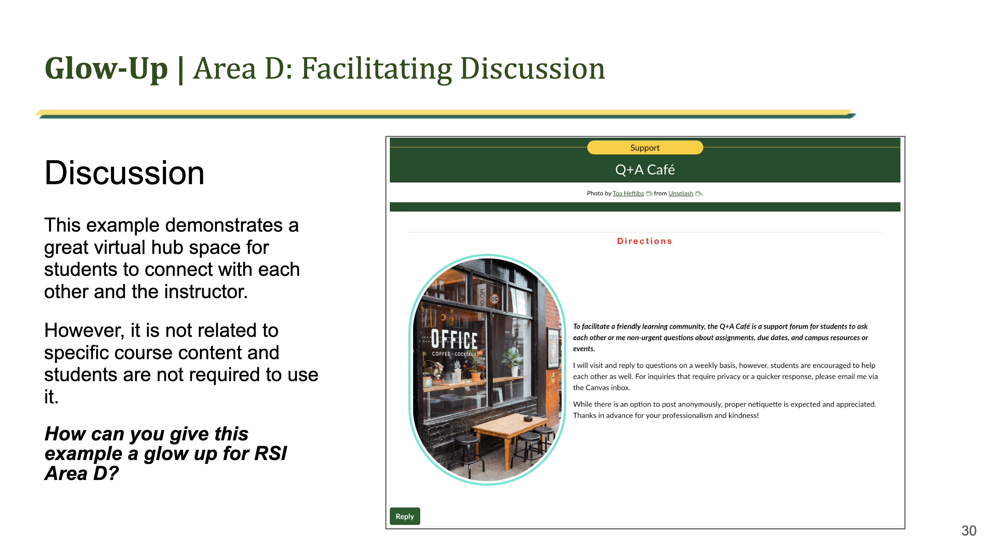 Glow-Up | Area D: Facilitating Discussion
Discussion
This example demonstrates a
great virtual hub space for
students to connect with each
other and the instructor.
However, it is not related to
specific course content and
students are not required to use
it.
How can you give this
example a glow up for RSI
Area D?
Support
Q+A Café
Photo by Toa Heftiba from Unsplash.
Directions
20
OFFICE
COFFEE - COCKTAILS
To facilitate a friendly learning community, the Q+A Café is a support forum for students to ask
each other or me non-urgent questions about assignments, due dates, and campus resources or
events.
I will visit and reply to questions on a weekly basis, however, students are encouraged to help
each other as well. For inquiries that require privacy or a quicker response, please email me via
the Canvas inbox.
While there is an option to post anonymously, proper netiquette is expected and appreciated.
Thanks in advance for your professionalism and kindness!
Reply
30